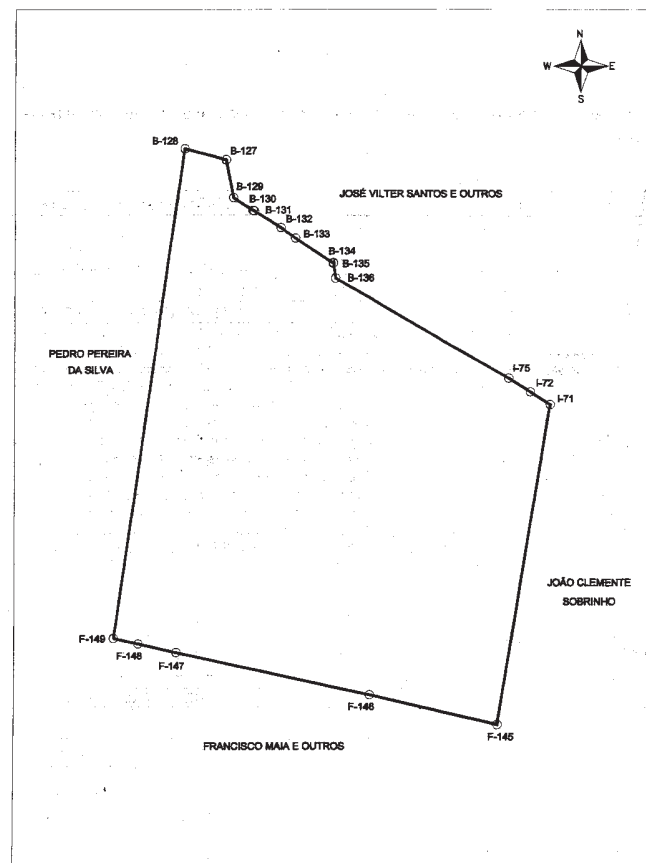 N
W E
S
B-128
B-127
B-129
B-130
B-131
B-132
B-133
B-134
B-135
B-136
JOSÉ VILTER SANTOS E OUTROS
PEDRO PEREIRA
DA SILVA
I-75
I-72
I-71
JOÃO CLEMENTE
SOBRINHO
F-149
F-148
F-147
F-146
F-145
FRANCISCO MAIA E OUTROS